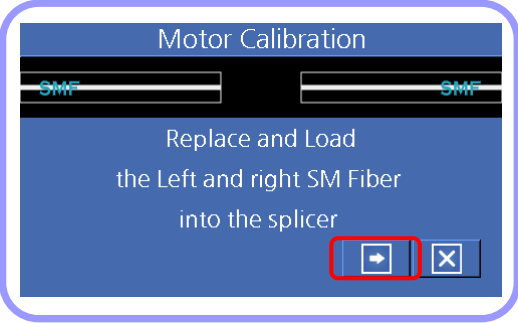 Motor Calibration
SMF SMF
Replace and Load
the Left and right SM Fiber
into the splicer